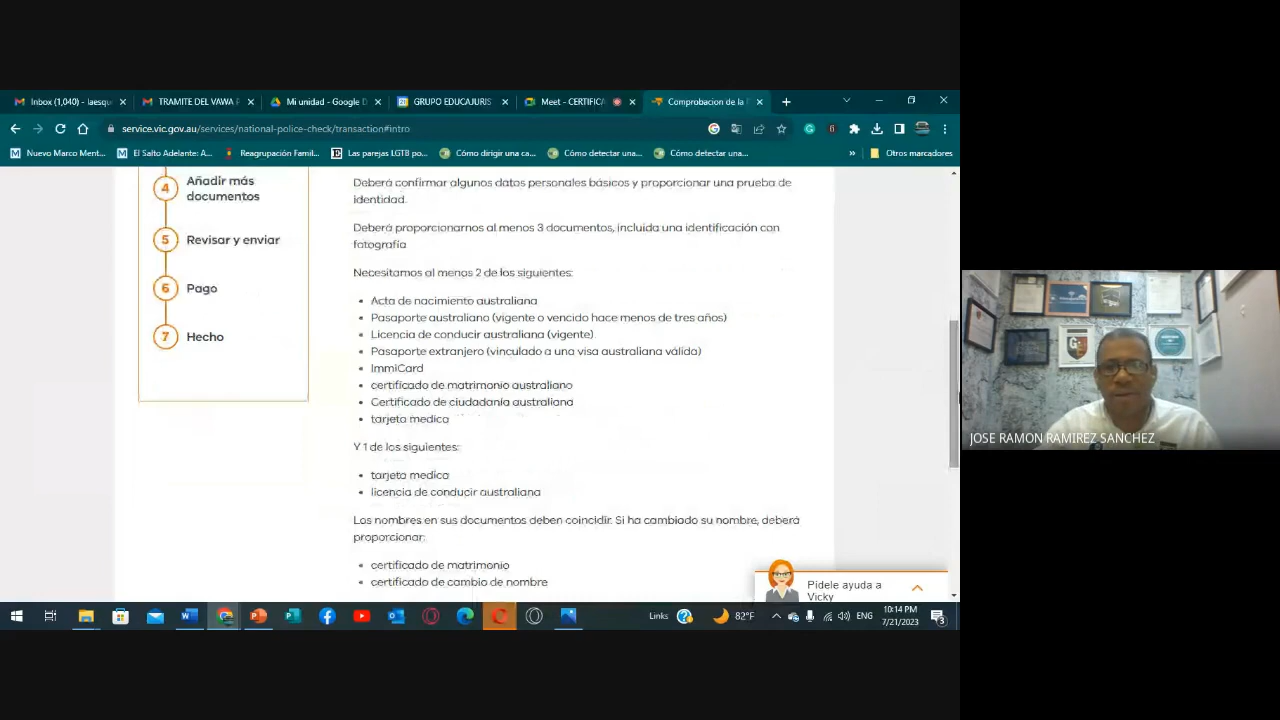 Inbox (1,040) - laesqu
TRAMITE DEL VAWA
Mi unidad - Google D
GRUPO EDUCAJURIS
Meet - CERTIFICA
Comprobacion de la
service.vic.gov.au/services/national-police-check/transaction#intro
Nuevo Marco Ment...
El Salto Adelante: A...
Reagrupación Famil...
Las parejas LGTB po...
Cómo dirigir una ca...
Cómo detectar una...
Cómo detectar una...
»
Otros marcadores
4 Añadir más
documentos
5 Revisar y enviar
6 Pago
7 Hecho
Deberá confirmar algunos datos personales básicos y proporcionar una prueba de
identidad.
Deberá proporcionarnos al menos 3 documentos, incluida una identificación con
fotografía
Necesitamos al menos 2 de los siguientes:
• Acta de nacimiento australiana
• Pasaporte australiano (vigente o vencido hace menos de tres años)
• Licencia de conducir australiana (vigente)
• Pasaporte extranjero (vinculado a una visa australiana válida)
• ImmiCard
• certificado de matrimonio australiano
• Certificado de ciudadanía australiana
• tarjeta medica
Y 1 de los siguientes:
• tarjeta medica
• licencia de conducir australiana
Los nombres en sus documentos deben coincidir. Si ha cambiado su nombre, deberá
proporcionar:
• certificado de matrimonio
• certificado de cambio de nombre
Pídele ayuda a
Vicky
JOSE RAMON RAMIREZ SANCHEZ
Links
82°F
ENG
10:14 PM
7/21/2023
3